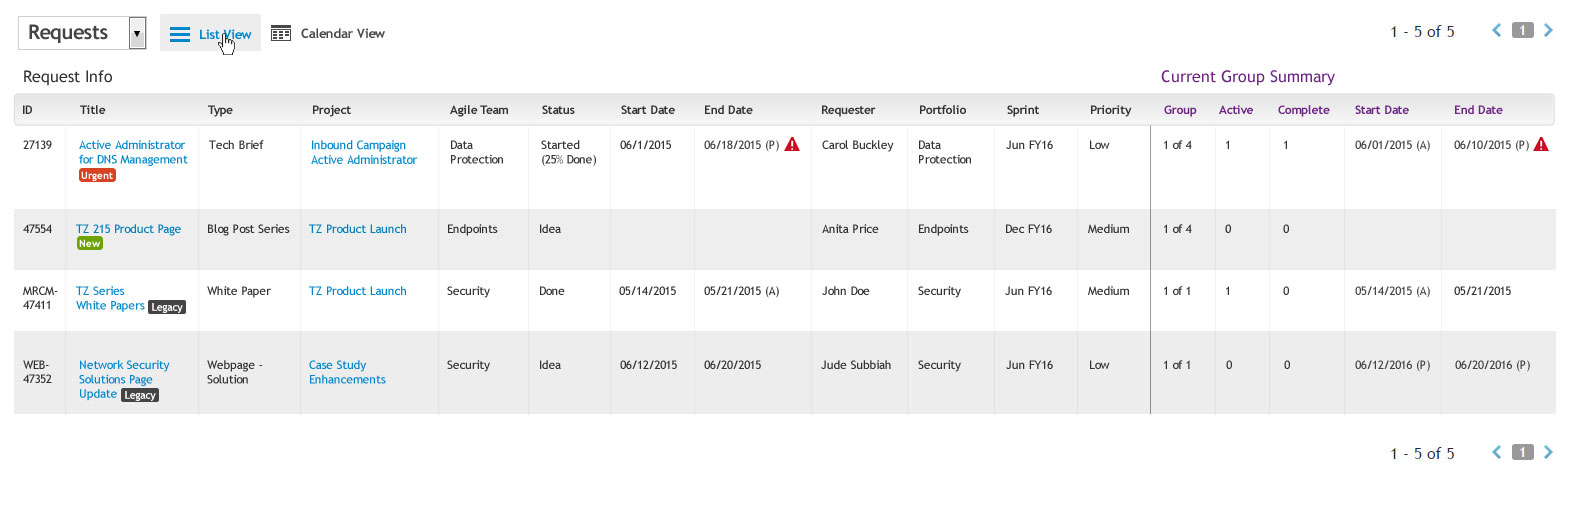 Requests List View Calendar View 1 - 5 of 5 1
Request Info Current Group Summary
ID Title Type Project Agile Team Status Start Date End Date Requester Portfolio Sprint Priority Group Active Complete Start Date End Date
27139 Active Administrator Tech Brief Inbound Campaign Data Started 06/1/2015 06/18/2015 (P) Carol Buckley Data Jun FY16 Low 1 of 4 1 1 06/01/2015 (A) 06/10/2015 (P)
for DNS Management Active Administrator Protection (25% Done) Protection
Urgent
47554 TZ 215 Product Page Blog Post Series TZ Product Launch Endpoints Idea Anita Price Endpoints Dec FY16 Medium 1 of 4 0 0
New
MRCM- TZ Series White Paper TZ Product Launch Security Done 05/14/2015 05/21/2015 (A) John Doe Security Jun FY16 Medium 1 of 1 1 0 05/14/2015 (A) 05/21/2015
47411 White Papers Legacy
WEB- Network Security Webpage - Case Study Security Idea 06/12/2015 06/20/2015 Jude Subbiah Security Jun FY16 Low 1 of 1 0 0 06/12/2016 (P) 06/20/2016 (P)
47352 Solutions Page Solution Enhancements
Update Legacy
1 - 5 of 5 1